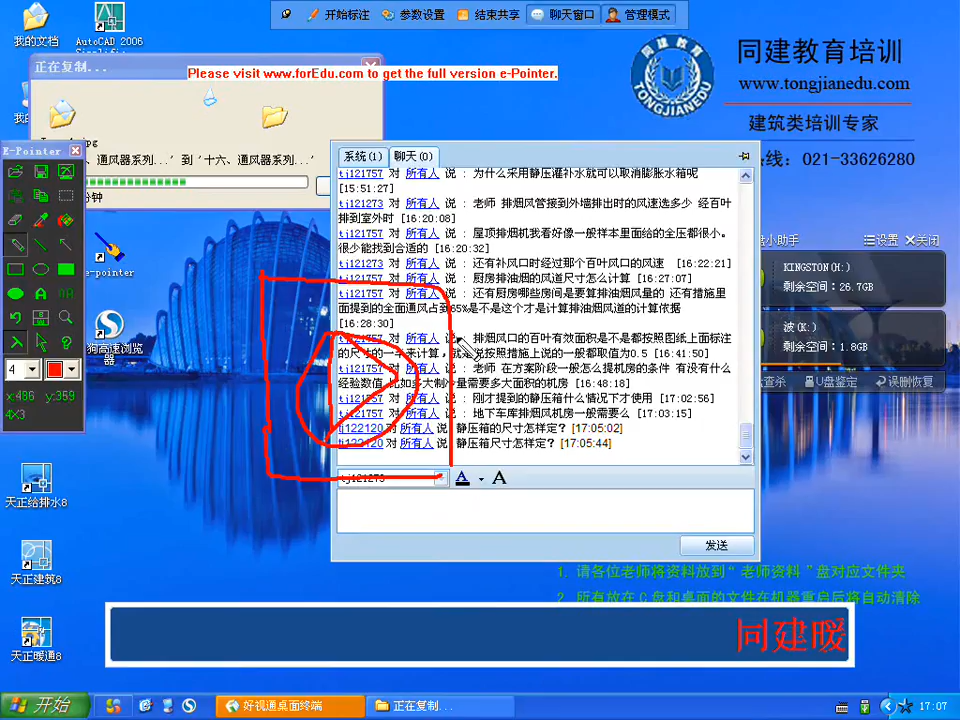 开始标注 参数设置 结束共享 聊天窗口 管理模式
我的文档
AutoCAD 2006
正在复制...
Please visit www.forEdu.com to get the full version e-Pointer.
同建教育培训
www.tongjianedu.com
建筑类培训专家
线：021-33626280
同建教育
TONGJIANEDU
、通风器系列...’ 到 ‘十六、通风器系列...’
分钟
E-Pointer
4
x:486 y:359
4X3
e-pointer
狗高速浏览器
天正给排水8
天正建筑8
天正暖通8
系统(1) 聊天(0)
tj121757 对 所有人 说 ： 为什么采用静压灌补水就可以取消膨胀水箱呢
[15:51:27]
tj121273 对 所有人 说 ： 老师 排烟风管接到外墙排出时的风速选多少 经百叶
排到室外时 [16:20:08]
tj121757 对 所有人 说 ： 屋顶排烟机我看好像一般样本里面给的全压都很小。
很少能找到合适的 [16:20:32]
tj121273 对 所有人 说 ： 还有补风口时经过那个百叶风口的风速 [16:22:21]
tj121757 对 所有人 说 ： 厨房排油烟的风道尺寸怎么计算 [16:27:07]
tj121757 对 所有人 说 ： 还有厨房哪些房间是要算排油烟风量的 还有措施里
面提到的全面通风占到65%是不是这个才是计算排油烟风道的计算依据
[16:28:30]
tj121757 对 所有人 说 ： 排烟风口的百叶有效面积是不是都按照图纸上面标注
的尺寸的一半来计算，就是说按照措施上说的一般都取值为0.5 [16:41:50]
tj121757 对 所有人 说 ： 老师 在方案阶段一般怎么提机房的条件 有没有什么
经验数值 比如多大制冷量需要多大面积的机房 [16:48:18]
tj121757 对 所有人 说 ： 刚才提到的静压箱什么情况下才使用 [17:02:56]
tj121757 对 所有人 说 ： 地下车库排烟风机房一般需要么 [17:03:15]
tj122120 对 所有人 说 ： 静压箱的尺寸怎样定？ [17:05:02]
tj122120 对 所有人 说 ： 静压箱尺寸怎样定？ [17:05:44]
tj121273
A A
发送
小助手 设置 关闭
KINGSTON(H:)
剩余空间：26.7GB
波(K:)
剩余空间：1.8GB
查杀 U盘鉴定 误删恢复
1. 请各位老师将资料放到“老师资料”盘对应文件夹
2. 所有放在C盘和桌面的文件在机器重启后将自动清除
同建暖
开始 好视通桌面终端 正在复制... 17:07